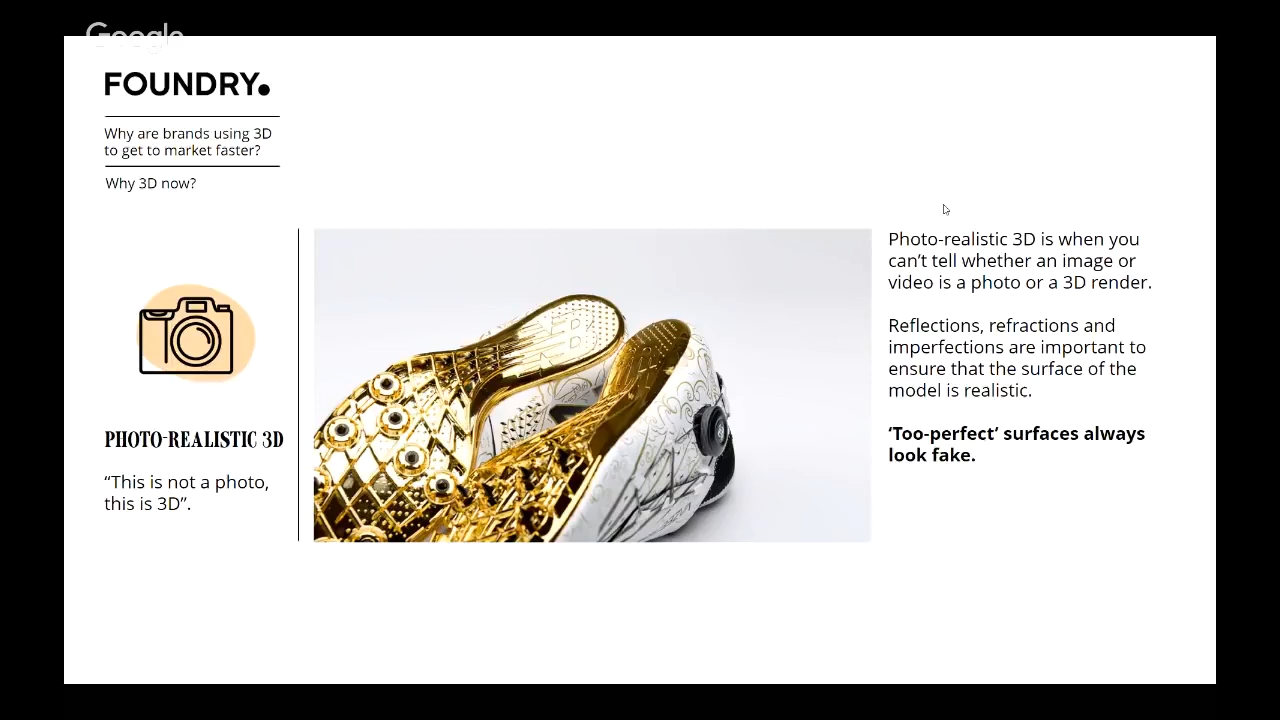 Google
FOUNDRY.
Why are brands using 3D
to get to market faster?
Why 3D now?
PHOTO-REALISTIC 3D
“This is not a photo,
this is 3D”.
Photo-realistic 3D is when you
can’t tell whether an image or
video is a photo or a 3D render.
Reflections, refractions and
imperfections are important to
ensure that the surface of the
model is realistic.
‘Too-perfect’ surfaces always
look fake.